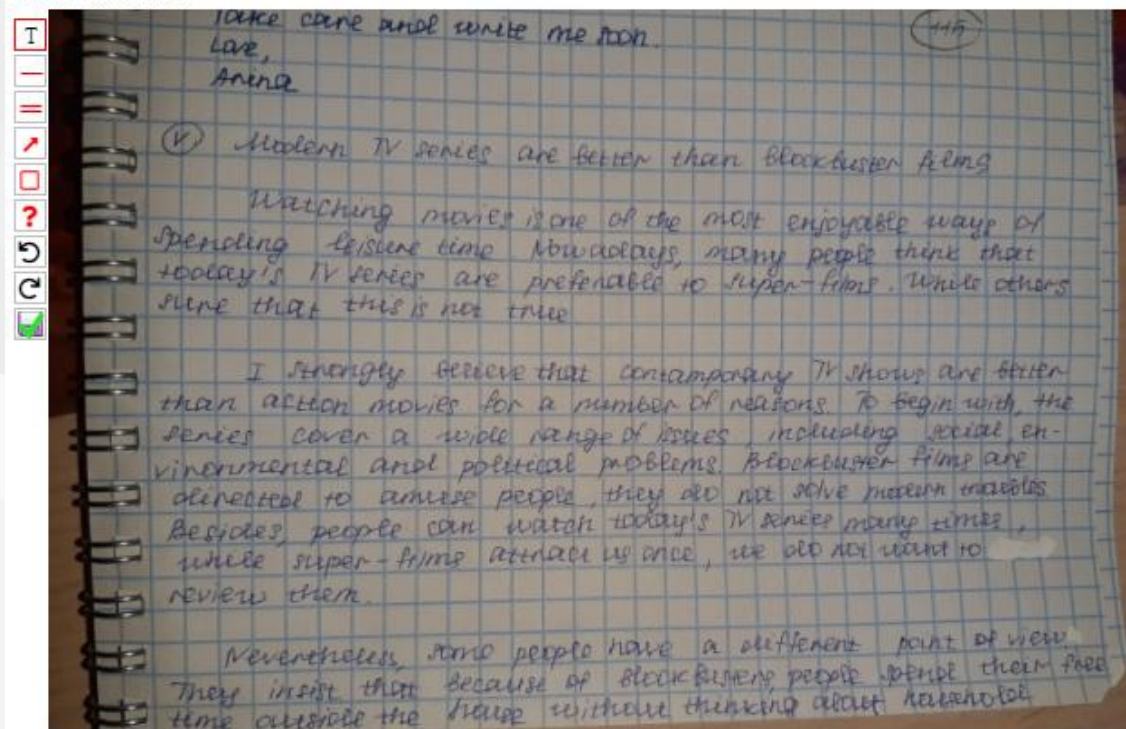 Take care and write me soon.
Love,
Anina
115
V Modern TV series are better than blockbuster films
Watching movies is one of the most enjoyable ways of
spending leisure time Nowadays, many people think that
today's TV series are preferable to super-films. While others
sure that this is not true
I strongly believe that contamporary TV shows are better
than action movies for a number of reasons. To begin with, the
series cover a wide range of issues including social, en-
vironmental and political problems. Blockbuster films are
directed to amuse people, they do not solve modern troubles
Besides, people can watch today's TV series many times,
while super-films attract us once, we do not want to
review them.
Nevertheless, some people have a different point of view
They insist that because of blockbusters people spend their free
time outside the house without thinking about household